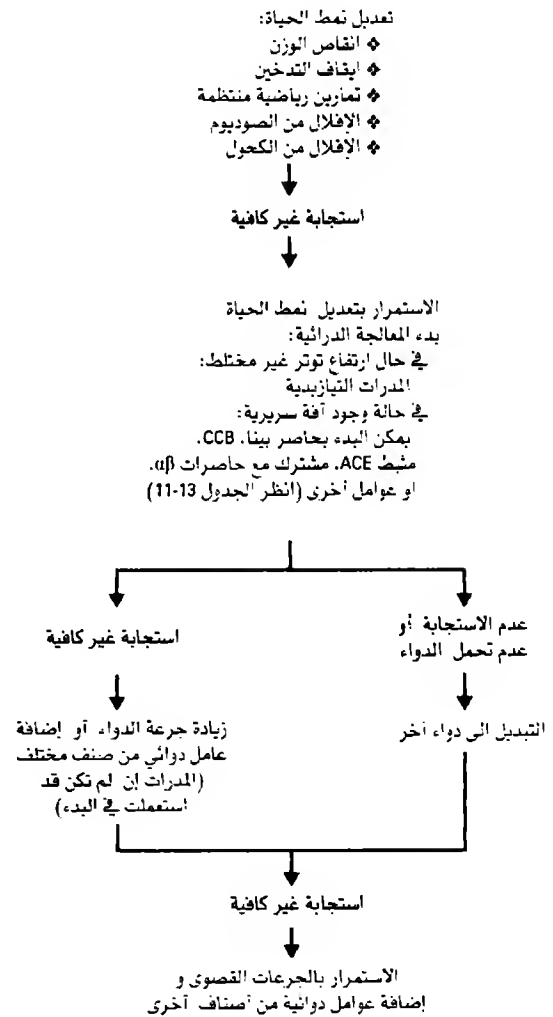 تعديل نمط الحياة:
❖ انقاص الوزن
❖ ايقاف التدخين
❖ تمارين رياضية منتظمة
❖ الإقلال من الصوديوم
❖ الإقلال من الكحول
استجابة غير كافية
الاستمرار بتعديل نمط الحياة
بدء المعالجة الدوائية:
في حال ارتفاع توتر غير مختلط:
المدرات التيازيدية
في حالة وجود آفة سريرية:
يمكن البدء بحاصر بيتا، CCB،
مثبط ACE، مشترك مع حاصرات αβ،
او عوامل أخرى (انظر الجدول 13-11)
عدم الاستجابة أو
عدم تحمل الدواء
استجابة غير كافية
التبديل الى دواء آخر
زيادة جرعة الدواء أو إضافة
عامل دوائي من صنف مختلف
(المدرات إن لم تكن قد
استعملت في البدء)
استجابة غير كافية
الاستمرار بالجرعات القصوى و
إضافة عوامل دوائية من أصناف أخرى